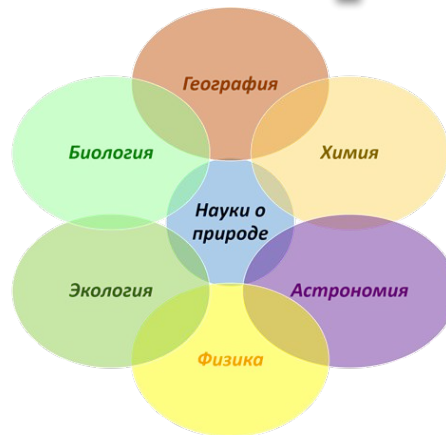 География
Биология
Химия
Науки о
природе
Экология
Астрономия
Физика